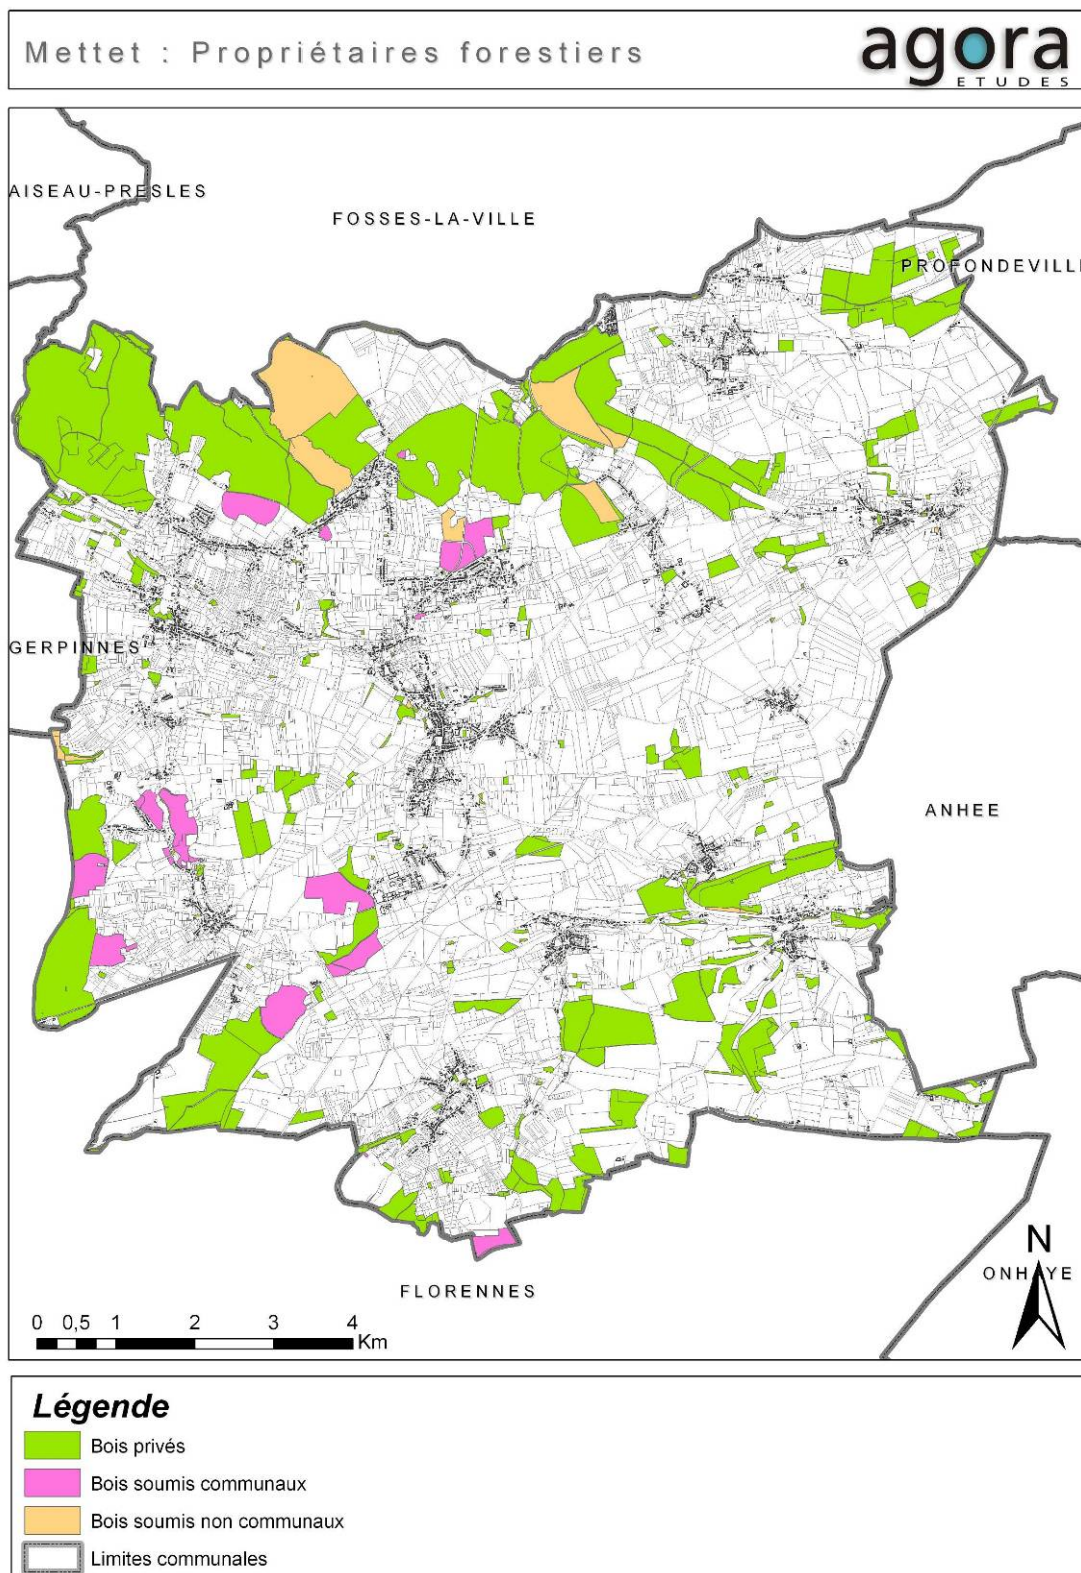 Mettet : Propriétaires forestiers
agora
ETUDES
AISEAU-PRESLES
FOSSES-LA-VILLE
PROFONDEVILLE
GERPINNES
ANHEE
ONHAYE
FLORENNES
N
0 0,5 1 2 3 4
Km
Légende
Bois privés
Bois soumis communaux
Bois soumis non communaux
Limites communales